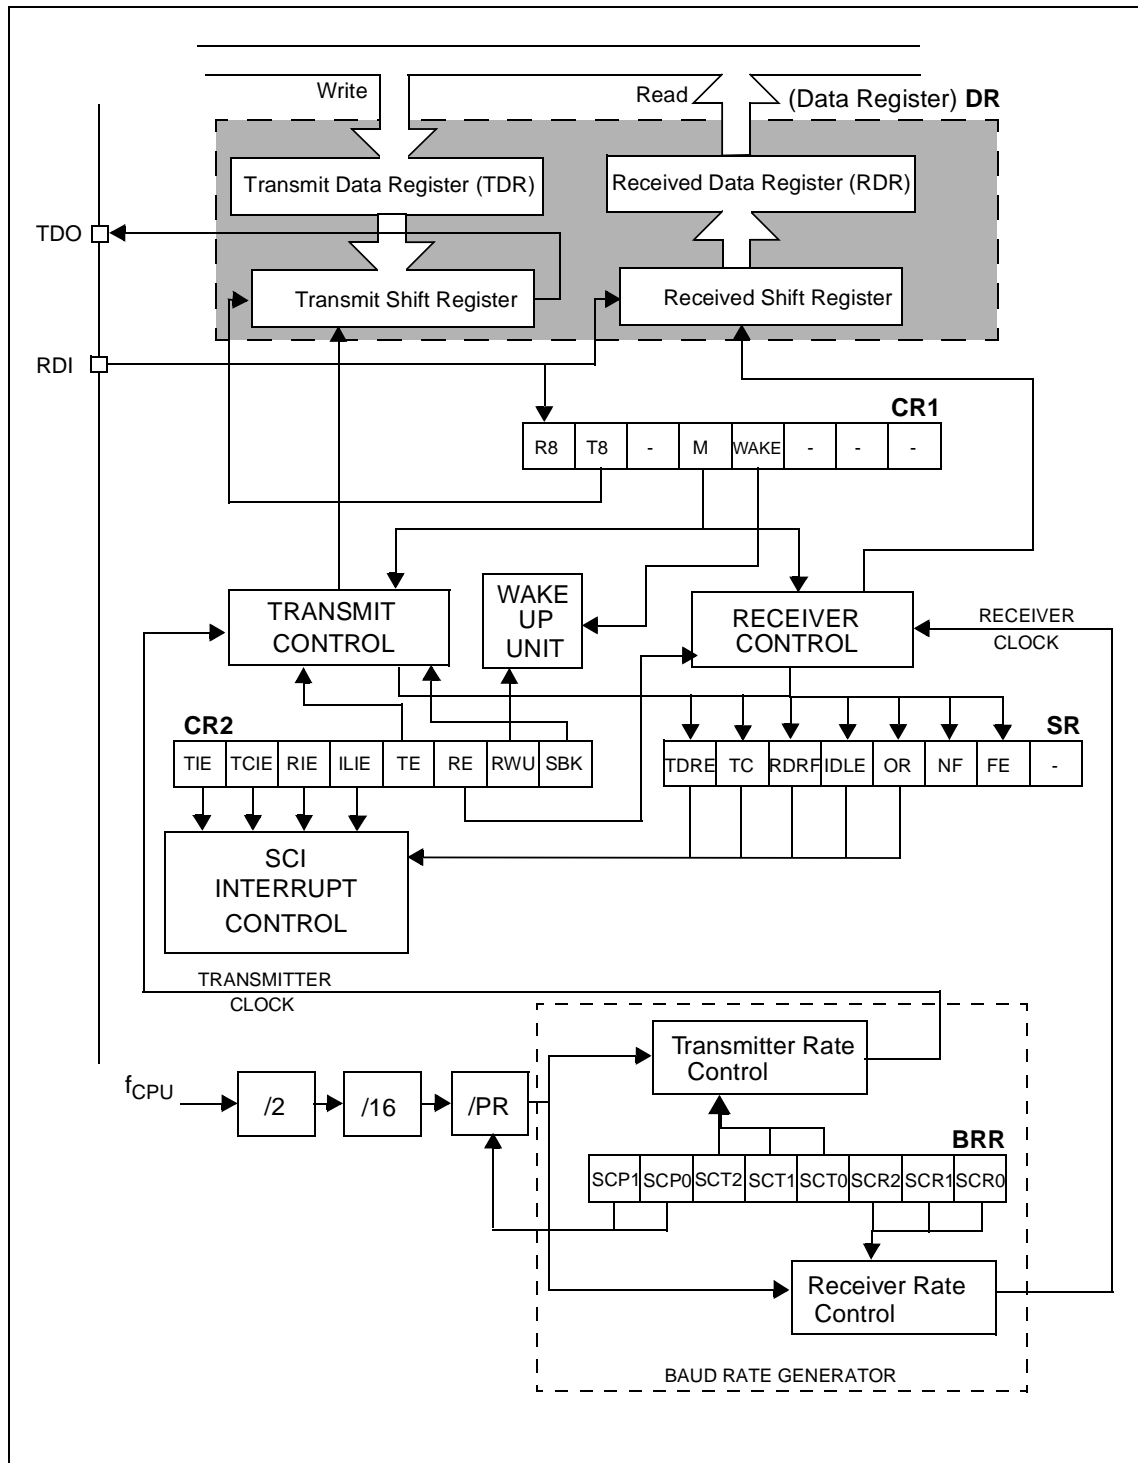 Write
Read
(Data Register) DR
Transmit Data Register (TDR)
Received Data Register (RDR)
TDO
Transmit Shift Register
Received Shift Register
RDI
CR1
R8 T8 - M WAKE - - -
TRANSMIT
CONTROL
WAKE
UP
UNIT
RECEIVER
CONTROL
RECEIVER
CLOCK
CR2
TIE TCIE RIE ILIE TE RE RWU SBK
SR
TDRE TC RDRF IDLE OR NF FE -
SCI
INTERRUPT
CONTROL
TRANSMITTER
CLOCK
fCPU
/2
/16
/PR
Transmitter Rate
Control
BRR
SCP1 SCP0 SCT2 SCT1 SCT0 SCR2 SCR1 SCR0
Receiver Rate
Control
BAUD RATE GENERATOR